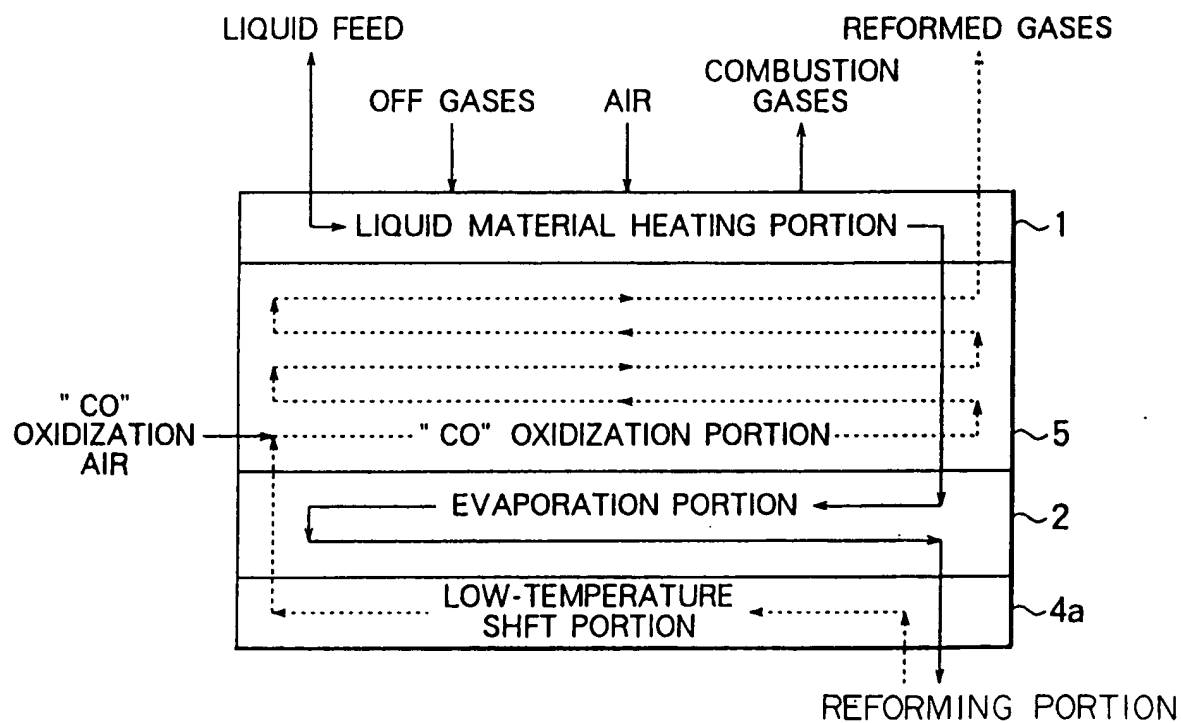 LIQUID FEED
REFORMED GASES
COMBUSTION
GASES
OFF GASES
AIR
LIQUID MATERIAL HEATING PORTION
1
"CO"
OXIDIZATION
AIR
"CO" OXIDIZATION PORTION
5
EVAPORATION PORTION
2
LOW-TEMPERATURE
SHFT PORTION
4a
REFORMING PORTION